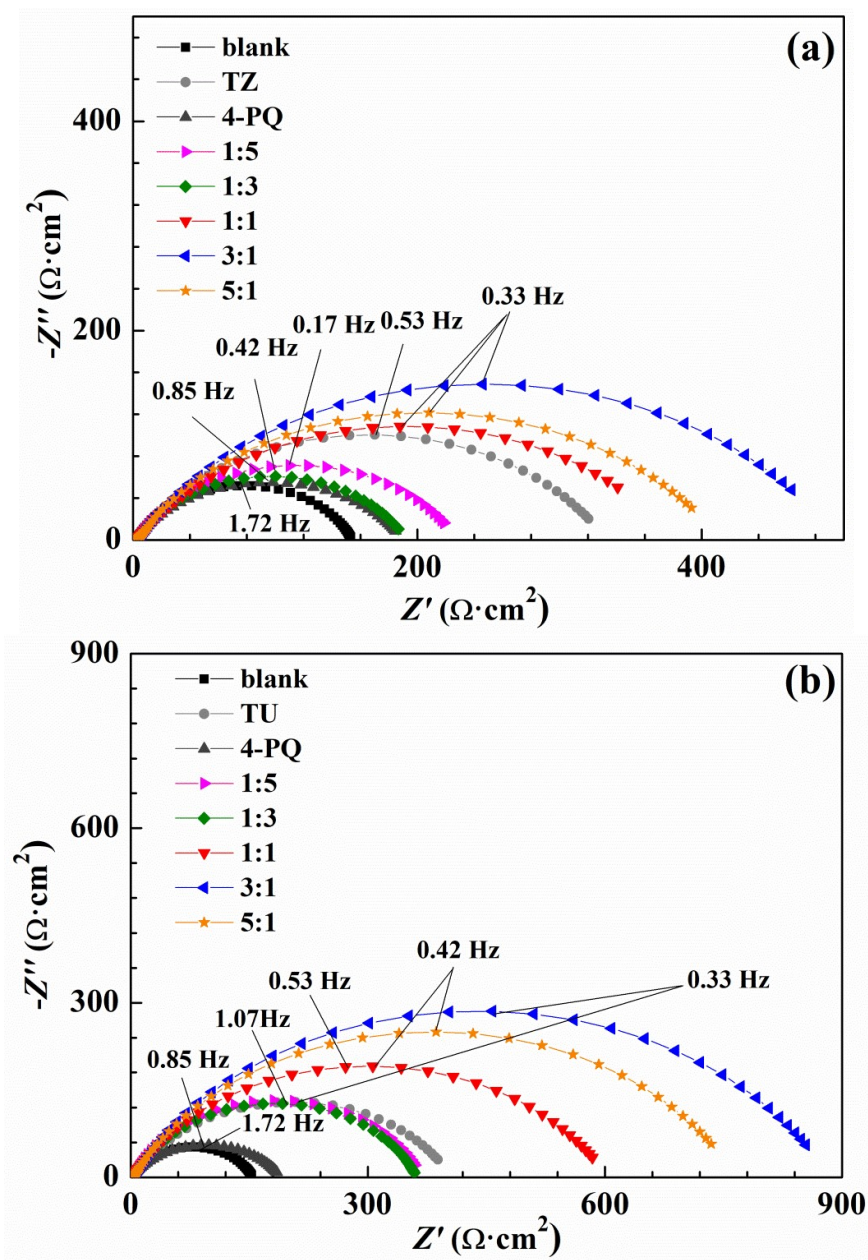 (a)
blank
TZ
4-PQ
1:5
1:3
1:1
3:1
5:1
400
200
0
-Z'' (Ω·cm²)
0.33 Hz
0.53 Hz
0.17 Hz
0.42 Hz
0.85 Hz
1.72 Hz
0 200 400
Z' (Ω·cm²)
(b)
blank
TU
4-PQ
1:5
1:3
1:1
3:1
5:1
900
600
300
0
-Z'' (Ω·cm²)
0.42 Hz
0.53 Hz
0.33 Hz
1.07Hz
0.85 Hz
1.72 Hz
0 300 600 900
Z' (Ω·cm²)